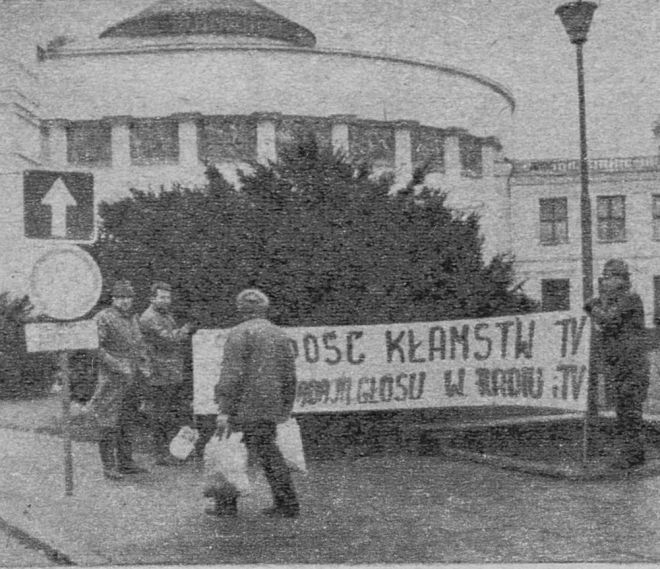 DOŚĆ KŁAMSTW TV
GŁOSU W RADIU i TV